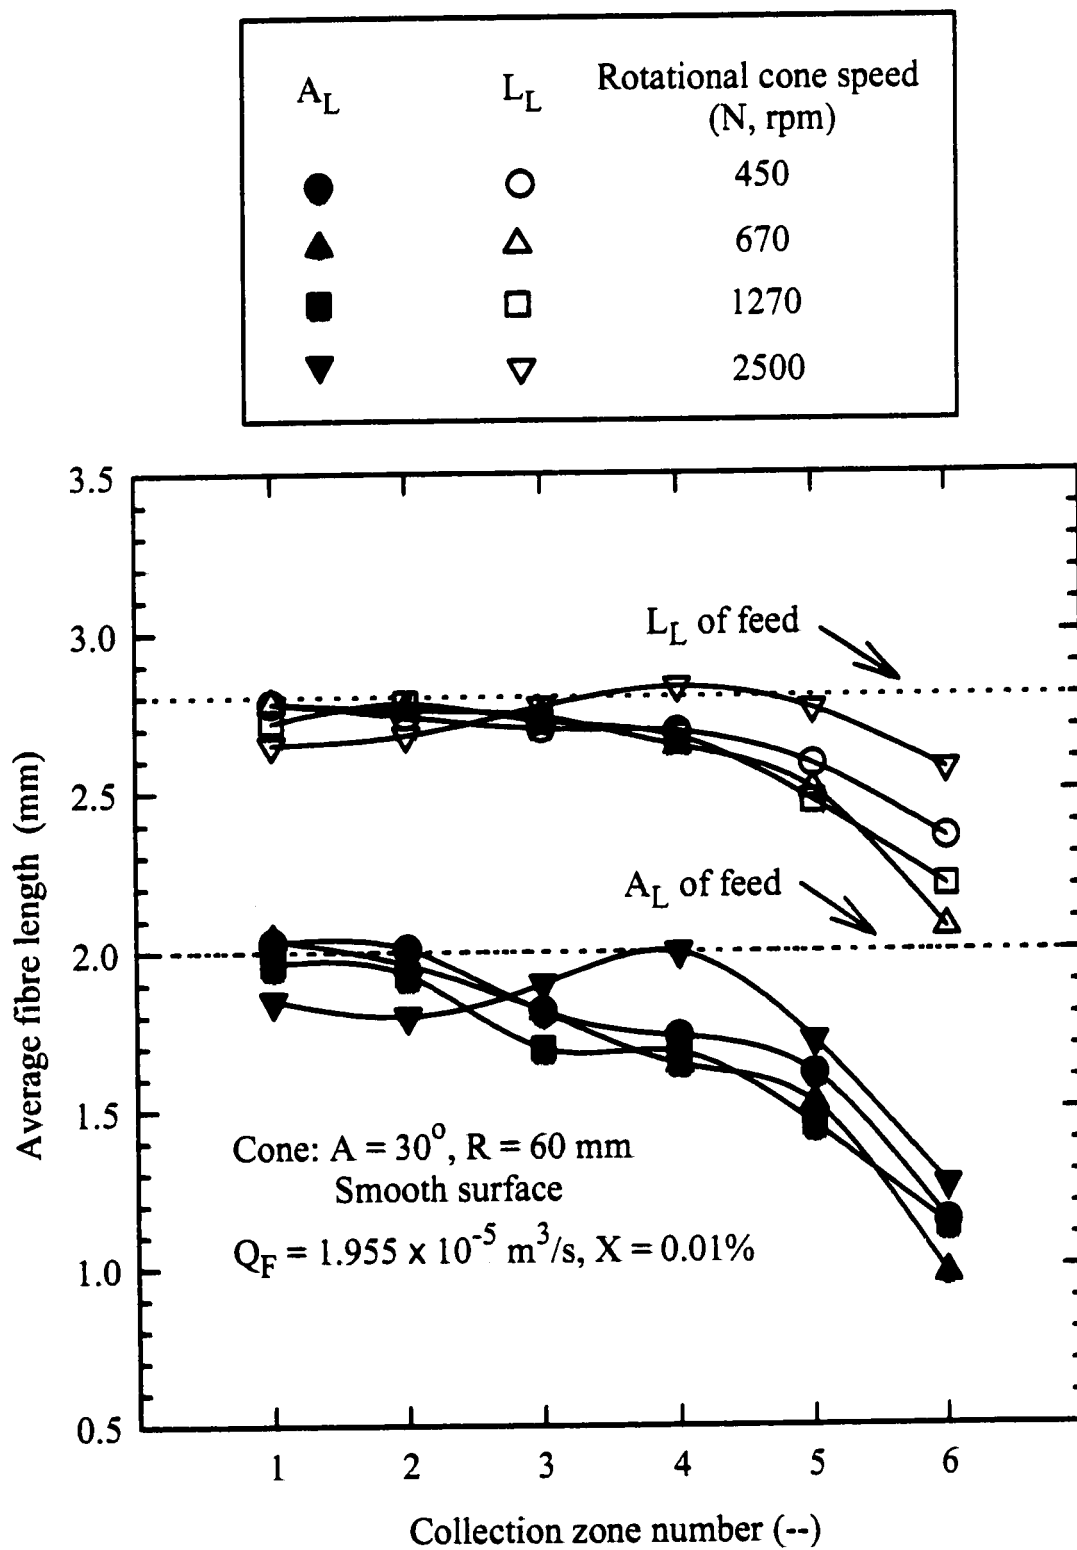 A_L L_L Rotational cone speed
(N, rpm)
450
670
1270
2500
3.5
3.0
2.5
2.0
1.5
1.0
0.5
Average fibre length (mm)
L_L of feed
A_L of feed
Cone: A = 30°, R = 60 mm
Smooth surface
Q_F = 1.955 x 10^-5 m^3/s, X = 0.01%
1 2 3 4 5 6
Collection zone number (--)